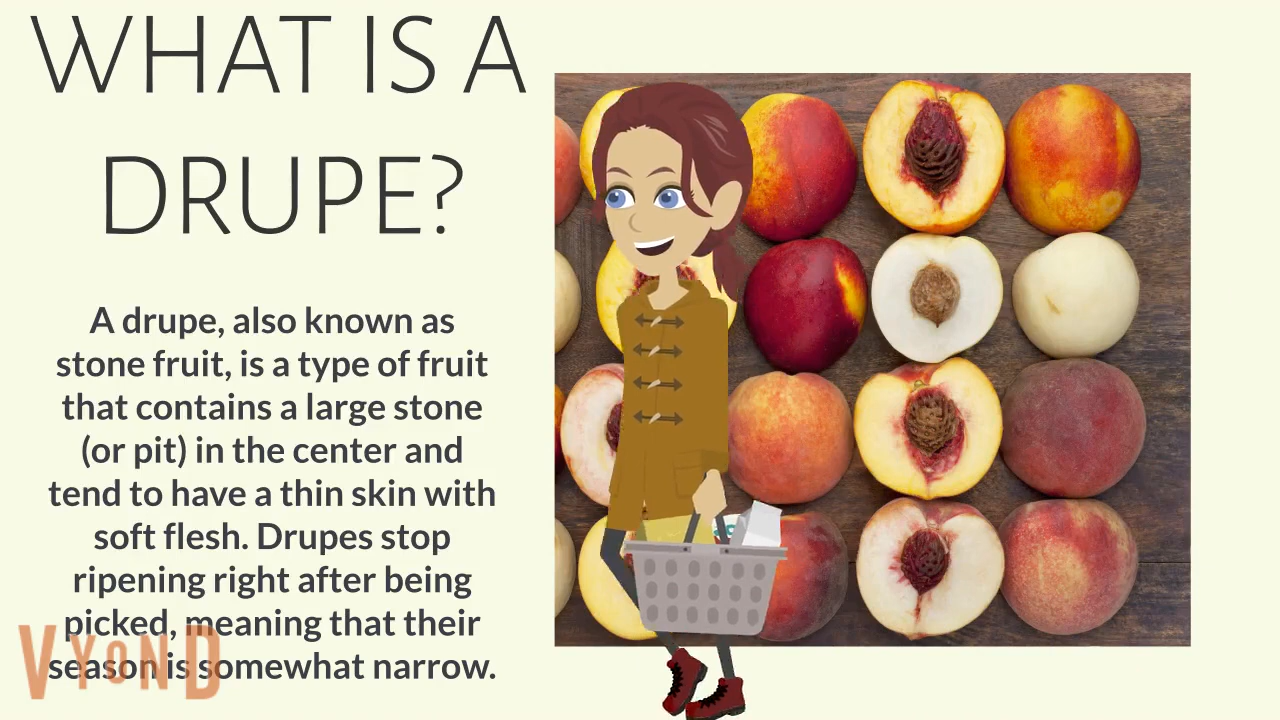 WHAT IS A
DRUPE?
A drupe, also known as
stone fruit, is a type of fruit
that contains a large stone
(or pit) in the center and
tend to have a thin skin with
soft flesh. Drupes stop
ripening right after being
picked, meaning that their
season is somewhat narrow.
VYOND